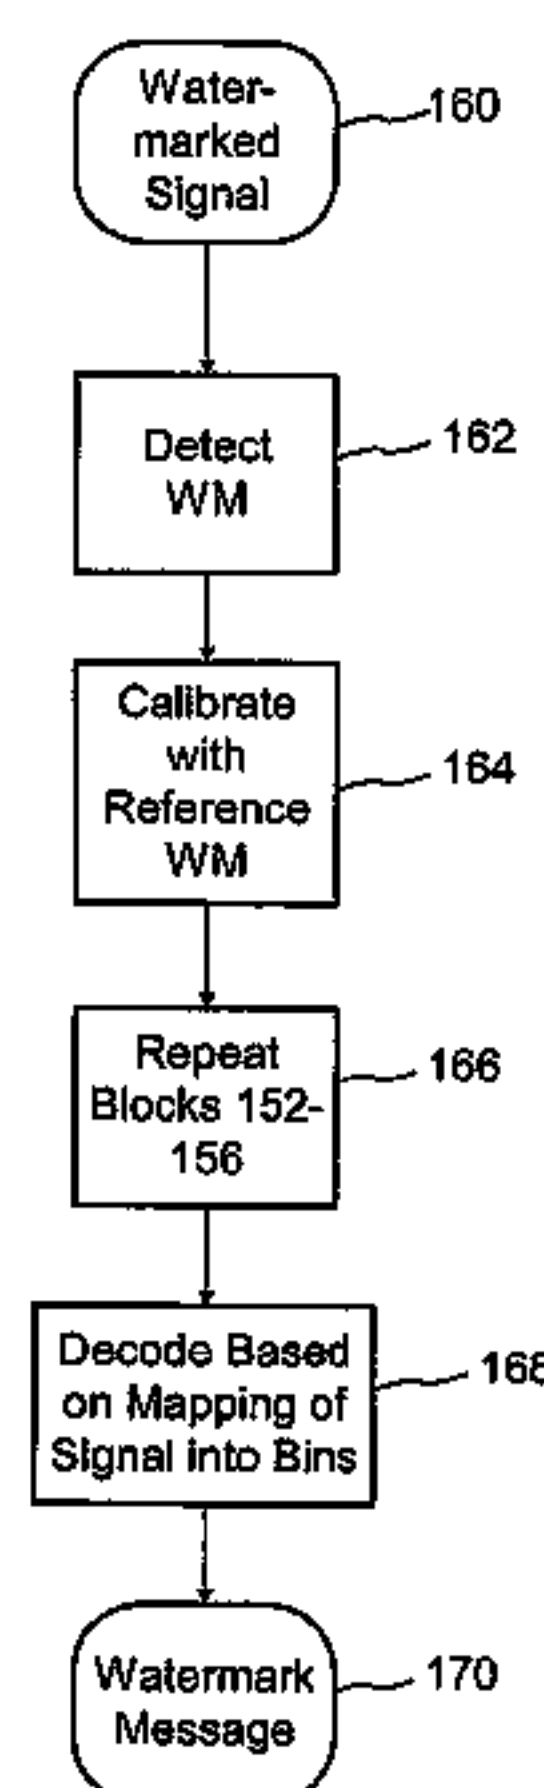 Water-
marked
Signal
160
Detect
WM
162
Calibrate
with
Reference
WM
164
Repeat
Blocks 152-
156
166
Decode Based
on Mapping of
Signal into Bins
168
Watermark
Message
170